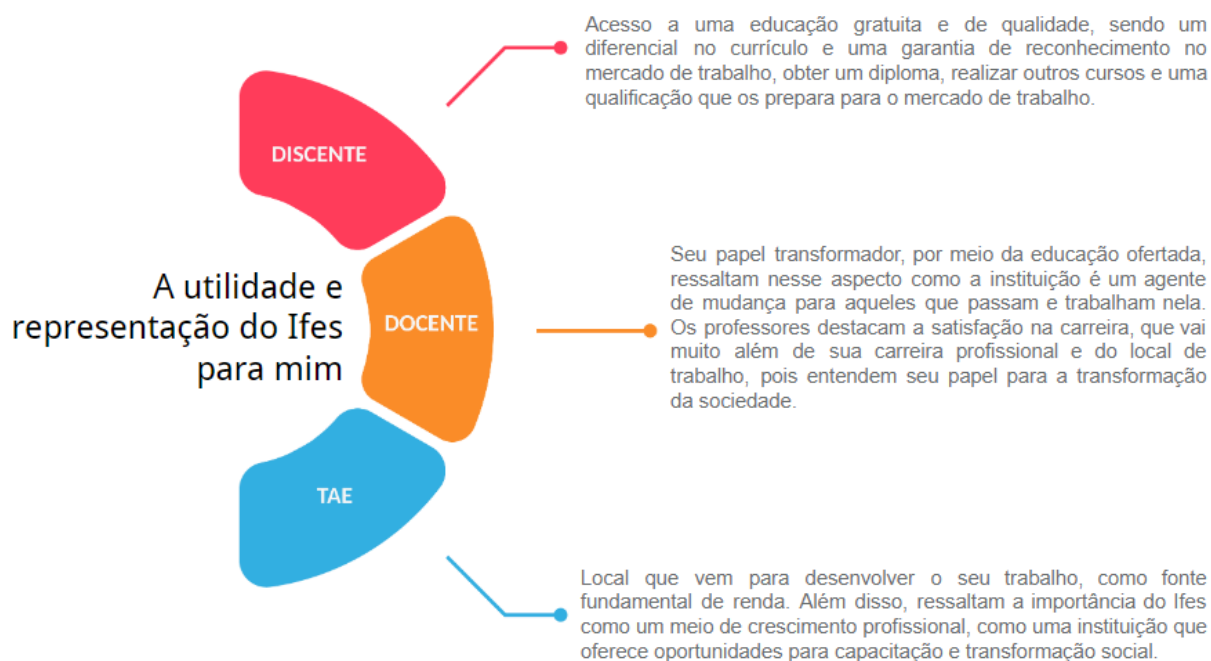 Acesso a uma educação gratuita e de qualidade, sendo um
diferencial no currículo e uma garantia de reconhecimento no
mercado de trabalho, obter um diploma, realizar outros cursos e uma
qualificação que os prepara para o mercado de trabalho.
DISCENTE
A utilidade e
representação do Ifes
para mim
DOCENTE
Seu papel transformador, por meio da educação ofertada,
ressaltam nesse aspecto como a instituição é um agente
de mudança para aqueles que passam e trabalham nela.
Os professores destacam a satisfação na carreira, que vai
muito além de sua carreira profissional e do local de
trabalho, pois entendem seu papel para a transformação
da sociedade.
TAE
Local que vem para desenvolver o seu trabalho, como fonte
fundamental de renda. Além disso, ressaltam a importância do Ifes
como um meio de crescimento profissional, como uma instituição que
oferece oportunidades para capacitação e transformação social.